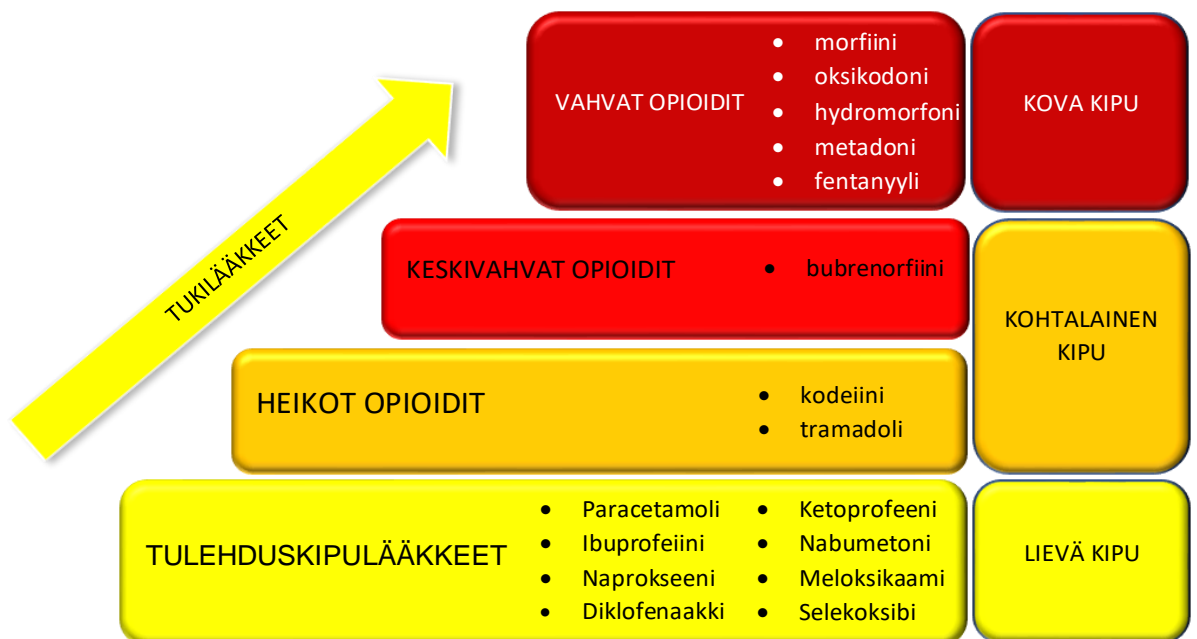 VAHVAT OPIOIDIT
• morfiini
• oksikodoni
• hydromorfoni
• metadoni
• fentanyyli
KOVA KIPU
TUKILÄÄKKEET
KESKIVAHVAT OPIOIDIT
• bubrenorfiini
KOHTALAINEN
KIPU
HEIKOT OPIOIDIT
• kodeiini
• tramadoli
TULEHDUSKIPULÄÄKKEET
• Paracetamoli
• Ibuprofeiini
• Naprokseeni
• Diklofenaakki
• Ketoprofeeni
• Nabumetoni
• Meloksikaami
• Selekoksibi
LIEVÄ KIPU